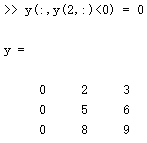 >> y(:,y(2,:)<0) = 0
y =
0 2 3
0 5 6
0 8 9